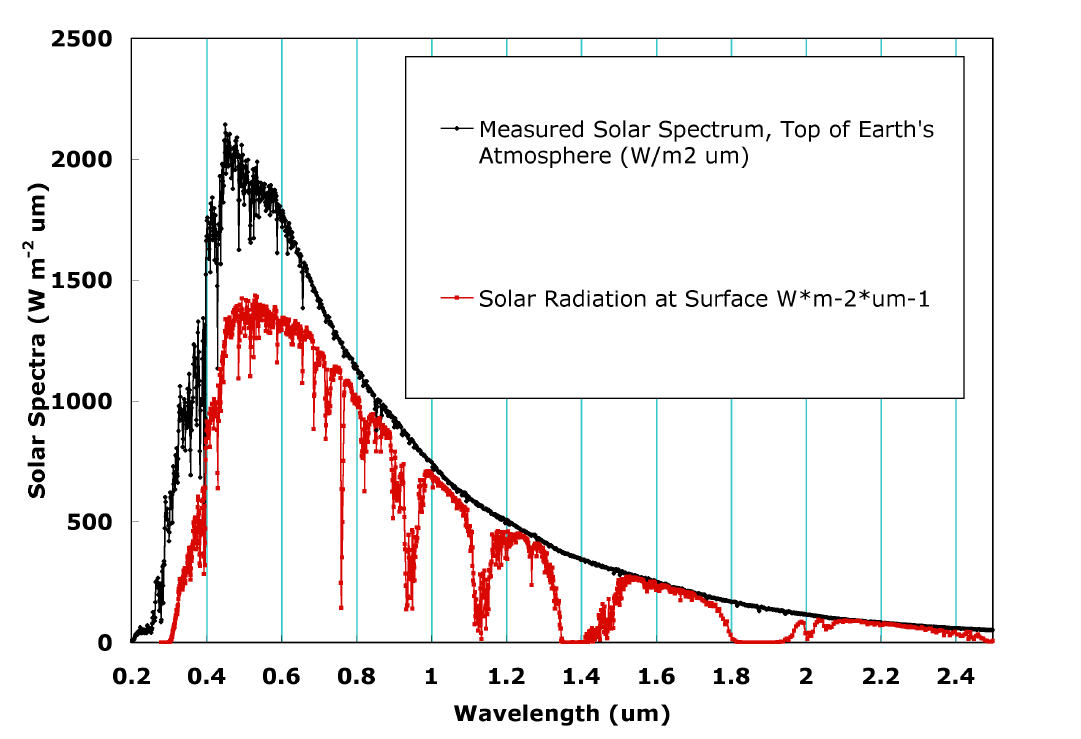 2500
2000
1500
1000
500
0
Solar Spectra (W m-2 um)
Measured Solar Spectrum, Top of Earth's
Atmosphere (W/m2 um)
Solar Radiation at Surface W*m-2*um-1
0.2 0.4 0.6 0.8 1 1.2 1.4 1.6 1.8 2 2.2 2.4
Wavelength (um)